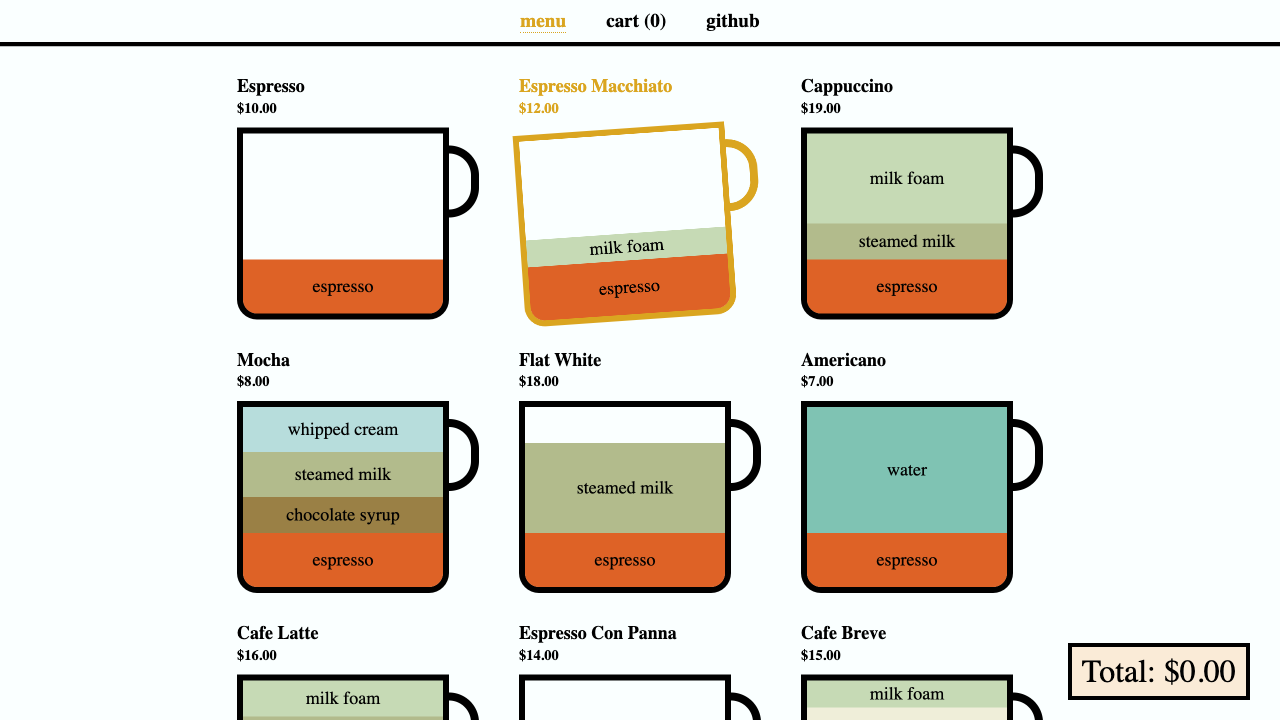 menu cart (0) github
Espresso
$10.00
espresso
Espresso Macchiato
$12.00
milk foam
espresso
Cappuccino
$19.00
milk foam
steamed milk
espresso
Mocha
$8.00
whipped cream
steamed milk
chocolate syrup
espresso
Flat White
$18.00
steamed milk
espresso
Americano
$7.00
water
espresso
Cafe Latte
$16.00
milk foam
Espresso Con Panna
$14.00
Cafe Breve
$15.00
milk foam
Total: $0.00